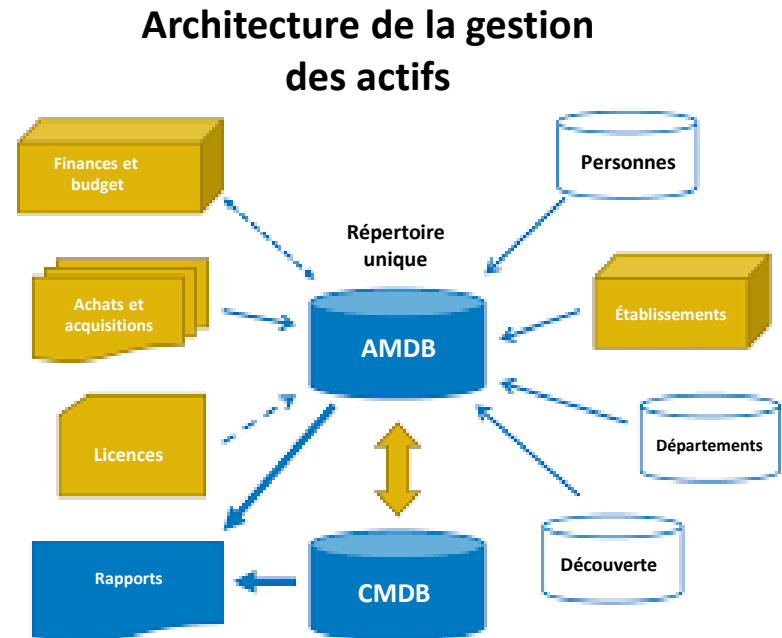 Architecture de la gestion
des actifs
Finances et
budget
Personnes
Répertoire
unique
Achats et
acquisitions
Établissements
AMDB
Licences
Départements
Découverte
Rapports
CMDB